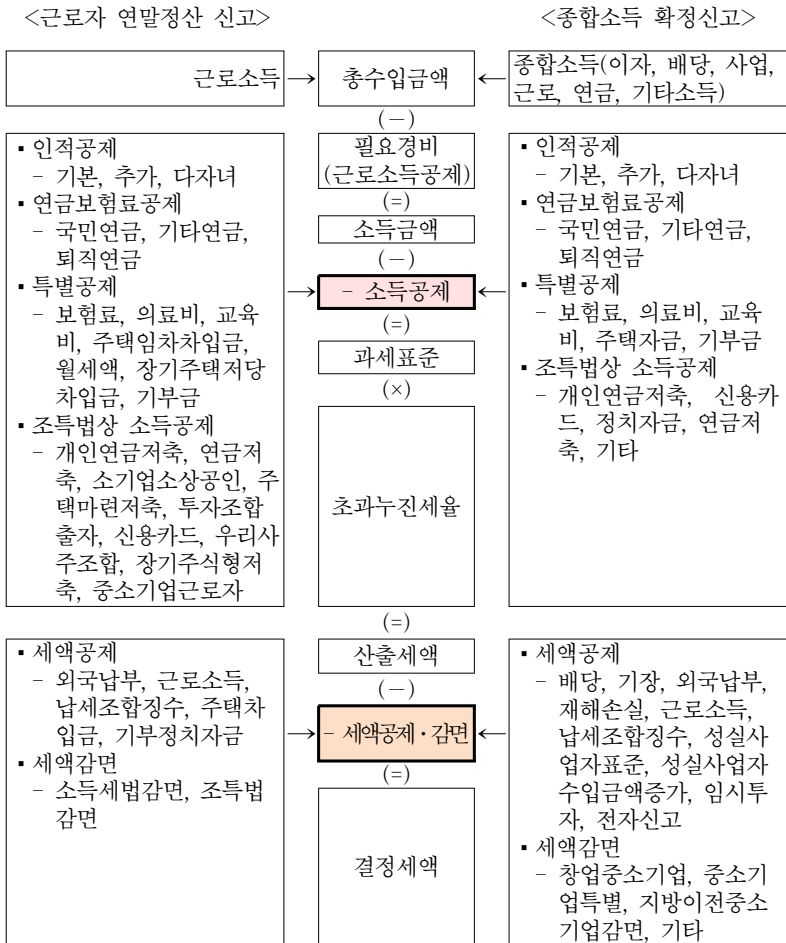 <근로자 연말정산 신고>
<종합소득 확정신고>
근로소득
총수입금액
종합소득(이자, 배당, 사업,
근로, 연금, 기타소득)
(-)
▪ 인적공제
- 기본, 추가, 다자녀
▪ 연금보험료공제
- 국민연금, 기타연금,
퇴직연금
▪ 특별공제
- 보험료, 의료비, 교육
비, 주택임차차입금,
월세액, 장기주택저당
차입금, 기부금
▪ 조특법상 소득공제
- 개인연금저축, 연금저
축, 소기업소상공인, 주
택마련저축, 투자조합
출자, 신용카드, 우리사
주조합, 장기주식형저
축, 중소기업근로자
필요경비
(근로소득공제)
(=)
소득금액
(-)
- 소득공제
(=)
과세표준
(×)
초과누진세율
▪ 인적공제
- 기본, 추가, 다자녀
▪ 연금보험료공제
- 국민연금, 기타연금,
퇴직연금
▪ 특별공제
- 보험료, 의료비, 교육
비, 주택자금, 기부금
▪ 조특법상 소득공제
- 개인연금저축, 신용카
드, 정치자금, 연금저
축, 기타
(=)
▪ 세액공제
- 외국납부, 근로소득,
납세조합징수, 주택차
입금, 기부정치자금
▪ 세액감면
- 소득세법감면, 조특법
감면
산출세액
(-)
- 세액공제·감면
(=)
결정세액
▪ 세액공제
- 배당, 기장, 외국납부,
재해손실, 근로소득,
납세조합징수, 성실사
업자표준, 성실사업자
수입금액증가, 임시투
자, 전자신고
▪ 세액감면
- 창업중소기업, 중소기
업특별, 지방이전중소
기업감면, 기타